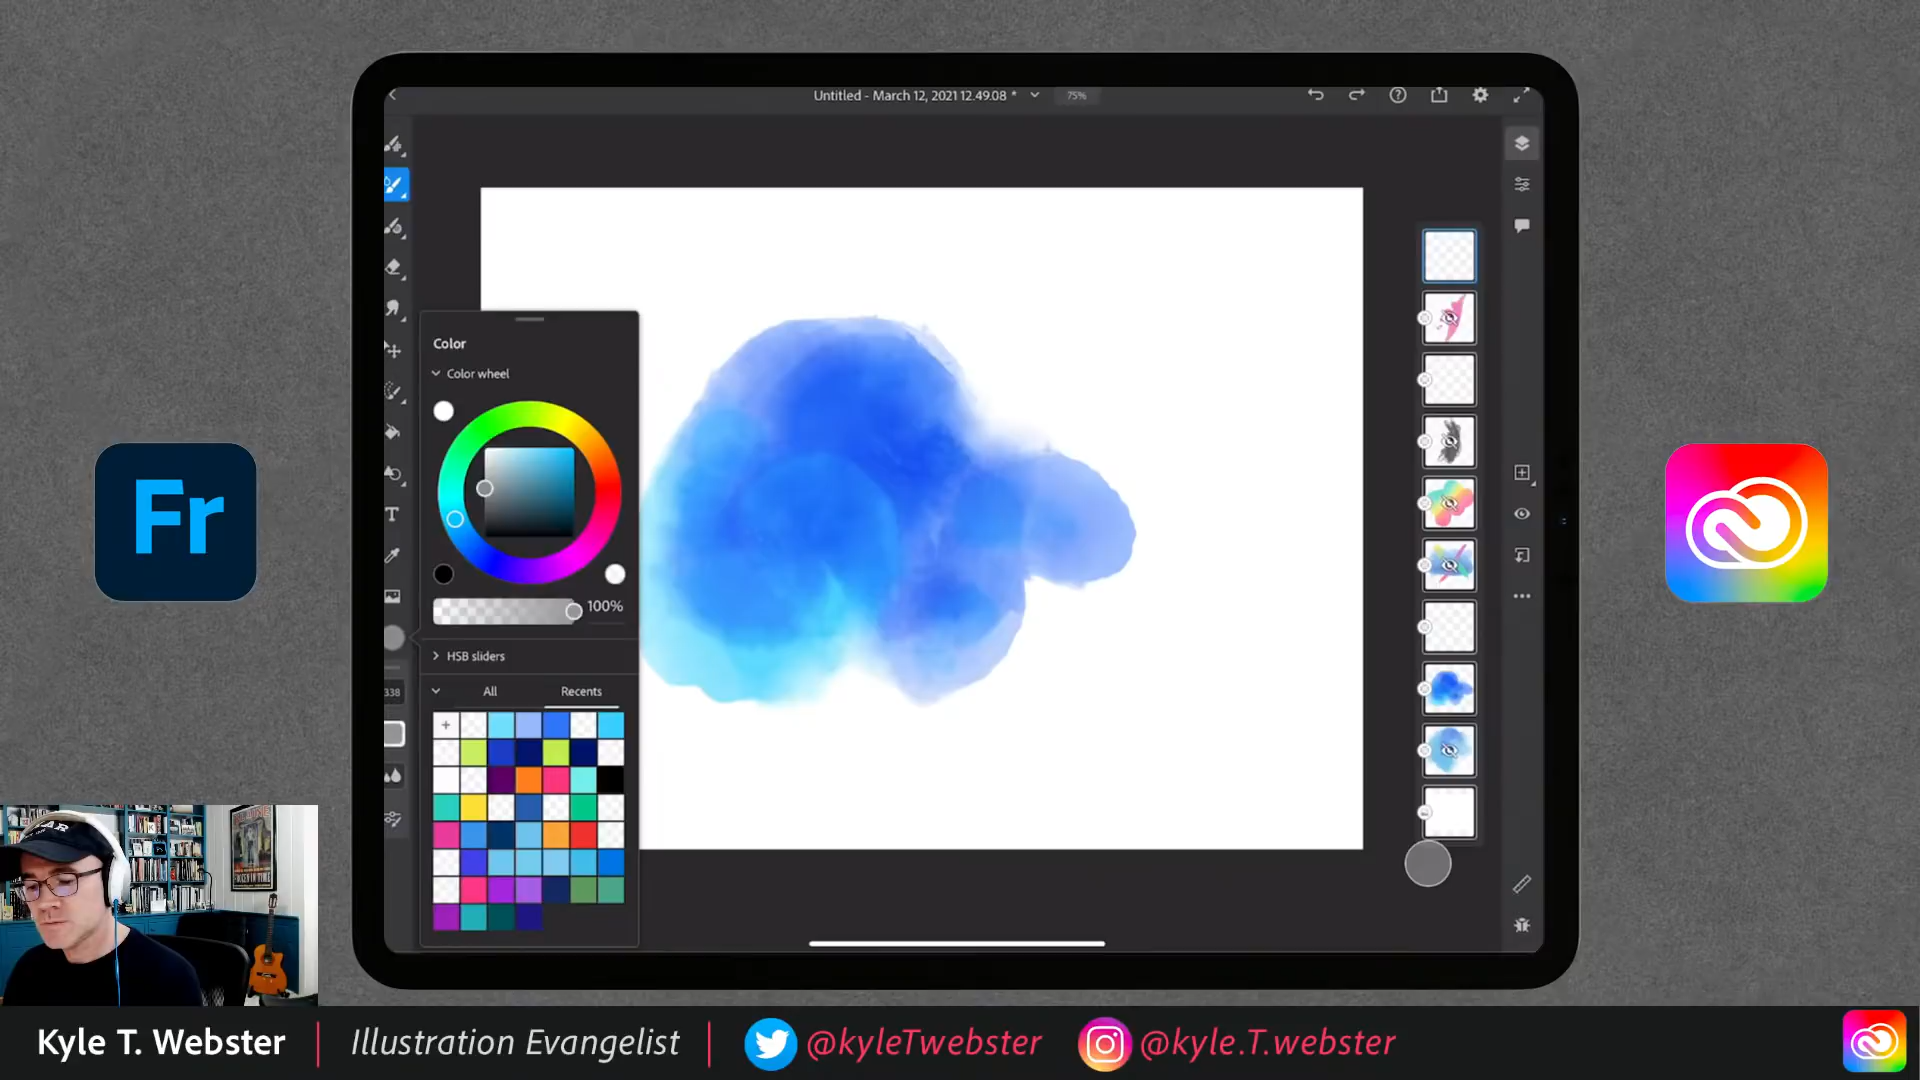 Untitled - March 12, 2021 12.49.08 *
75%
Color
Color wheel
100%
HSB sliders
338
All
Recents
T
Fr
Kyle T. Webster
Illustration Evangelist
@kyleTwebster
@kyle.T.webster